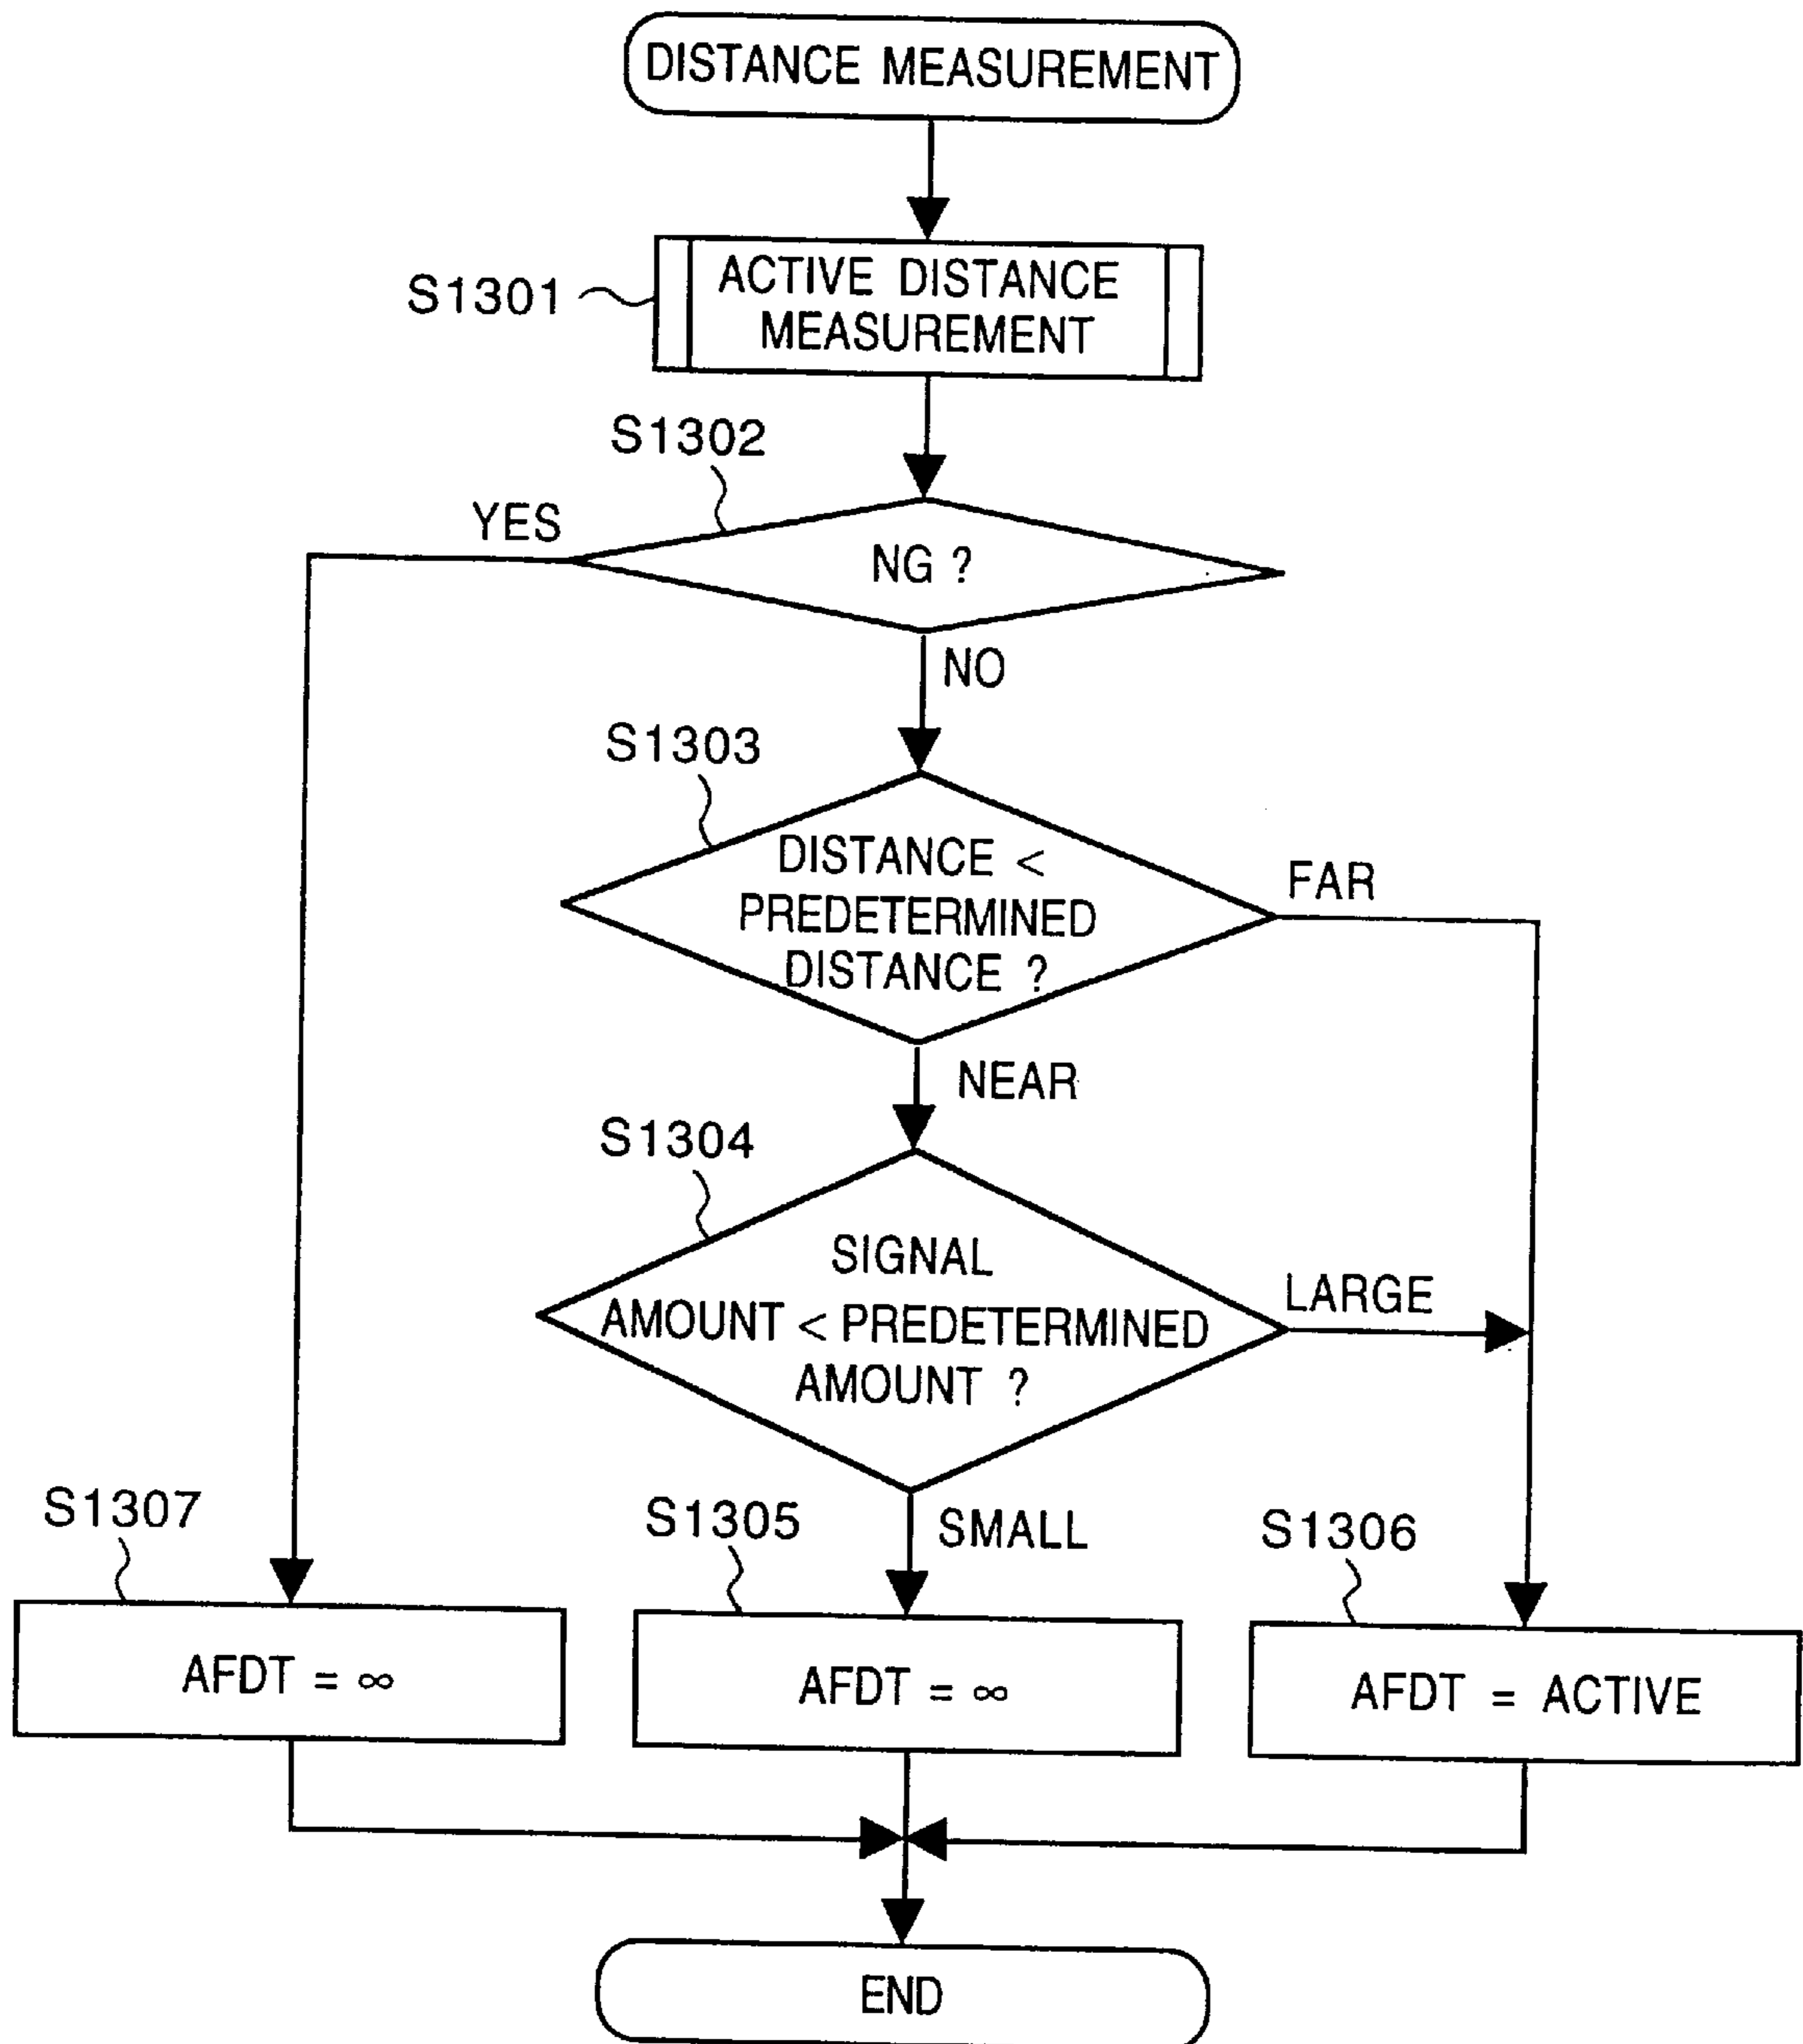 DISTANCE MEASUREMENT
S1301
ACTIVE DISTANCE
MEASUREMENT
S1302
YES
NG ?
NO
S1303
DISTANCE <
PREDETERMINED
DISTANCE ?
FAR
NEAR
S1304
SIGNAL
AMOUNT < PREDETERMINED
AMOUNT ?
LARGE
SMALL
S1307
AFDT = ∞
S1305
AFDT = ∞
S1306
AFDT = ACTIVE
END